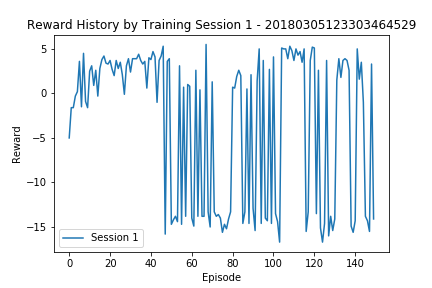 Reward History by Training Session 1 - 20180305123303464529
Reward
5
0
−5
−10
−15
Session 1
0 20 40 60 80 100 120 140
Episode